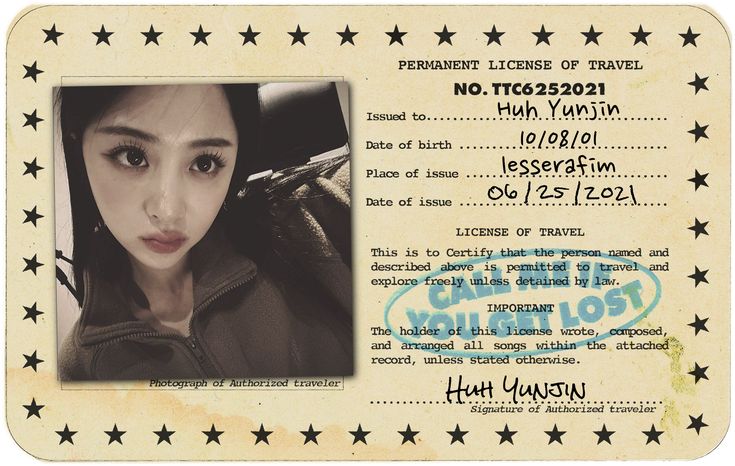 PERMANENT LICENSE OF TRAVEL
NO. TTC6252021
Issued to Huh Yunjin
Date of birth 10/08/01
Place of issue lesserafim
Date of issue 06/25/2021
LICENSE OF TRAVEL
This is to Certify that the person named and
described above is permitted to travel and
explore freely unless detained by law.
CALL ME IF
YOU GET LOST
IMPORTANT
The holder of this license wrote, composed,
and arranged all songs within the attached
record, unless stated otherwise.
HUH YUNJIN
Photograph of Authorized traveler
Signature of Authorized traveler